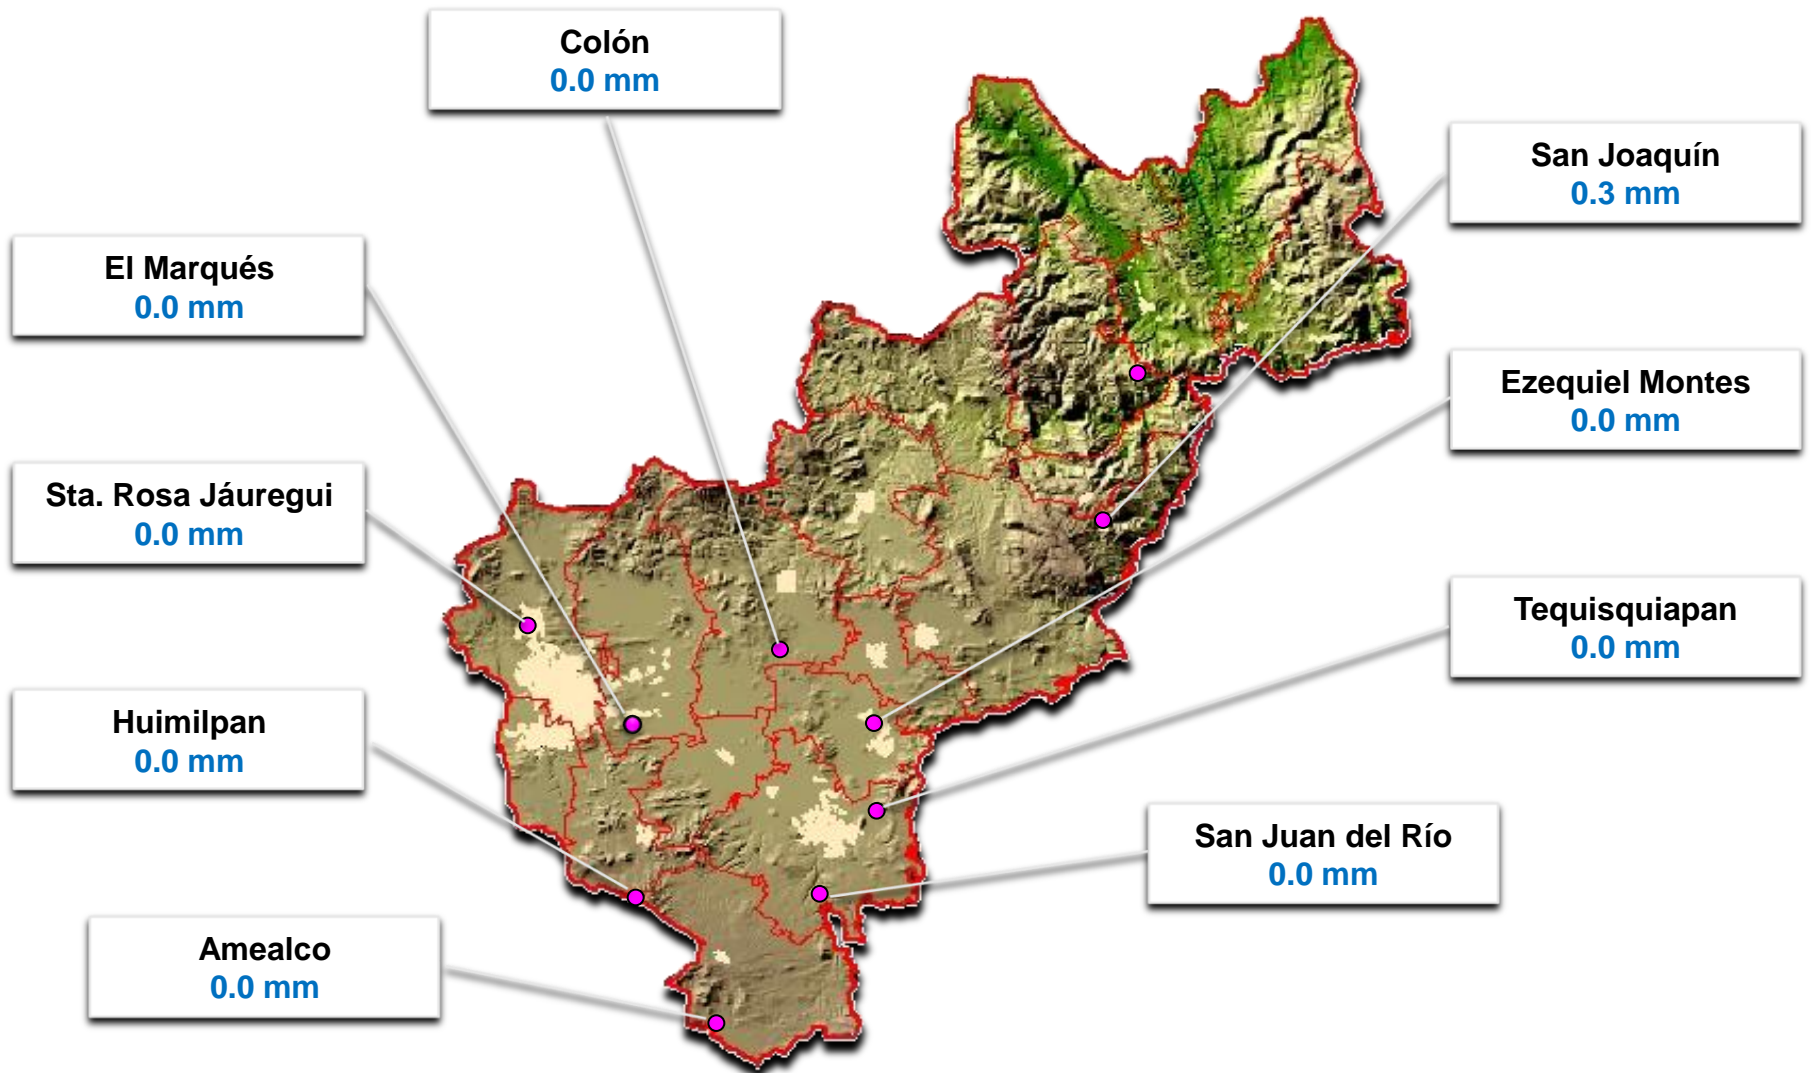 Colón
0.0 mm
San Joaquín
0.3 mm
El Marqués
0.0 mm
Ezequiel Montes
0.0 mm
Sta. Rosa Jáuregui
0.0 mm
Tequisquiapan
0.0 mm
Huimilpan
0.0 mm
San Juan del Río
0.0 mm
Amealco
0.0 mm